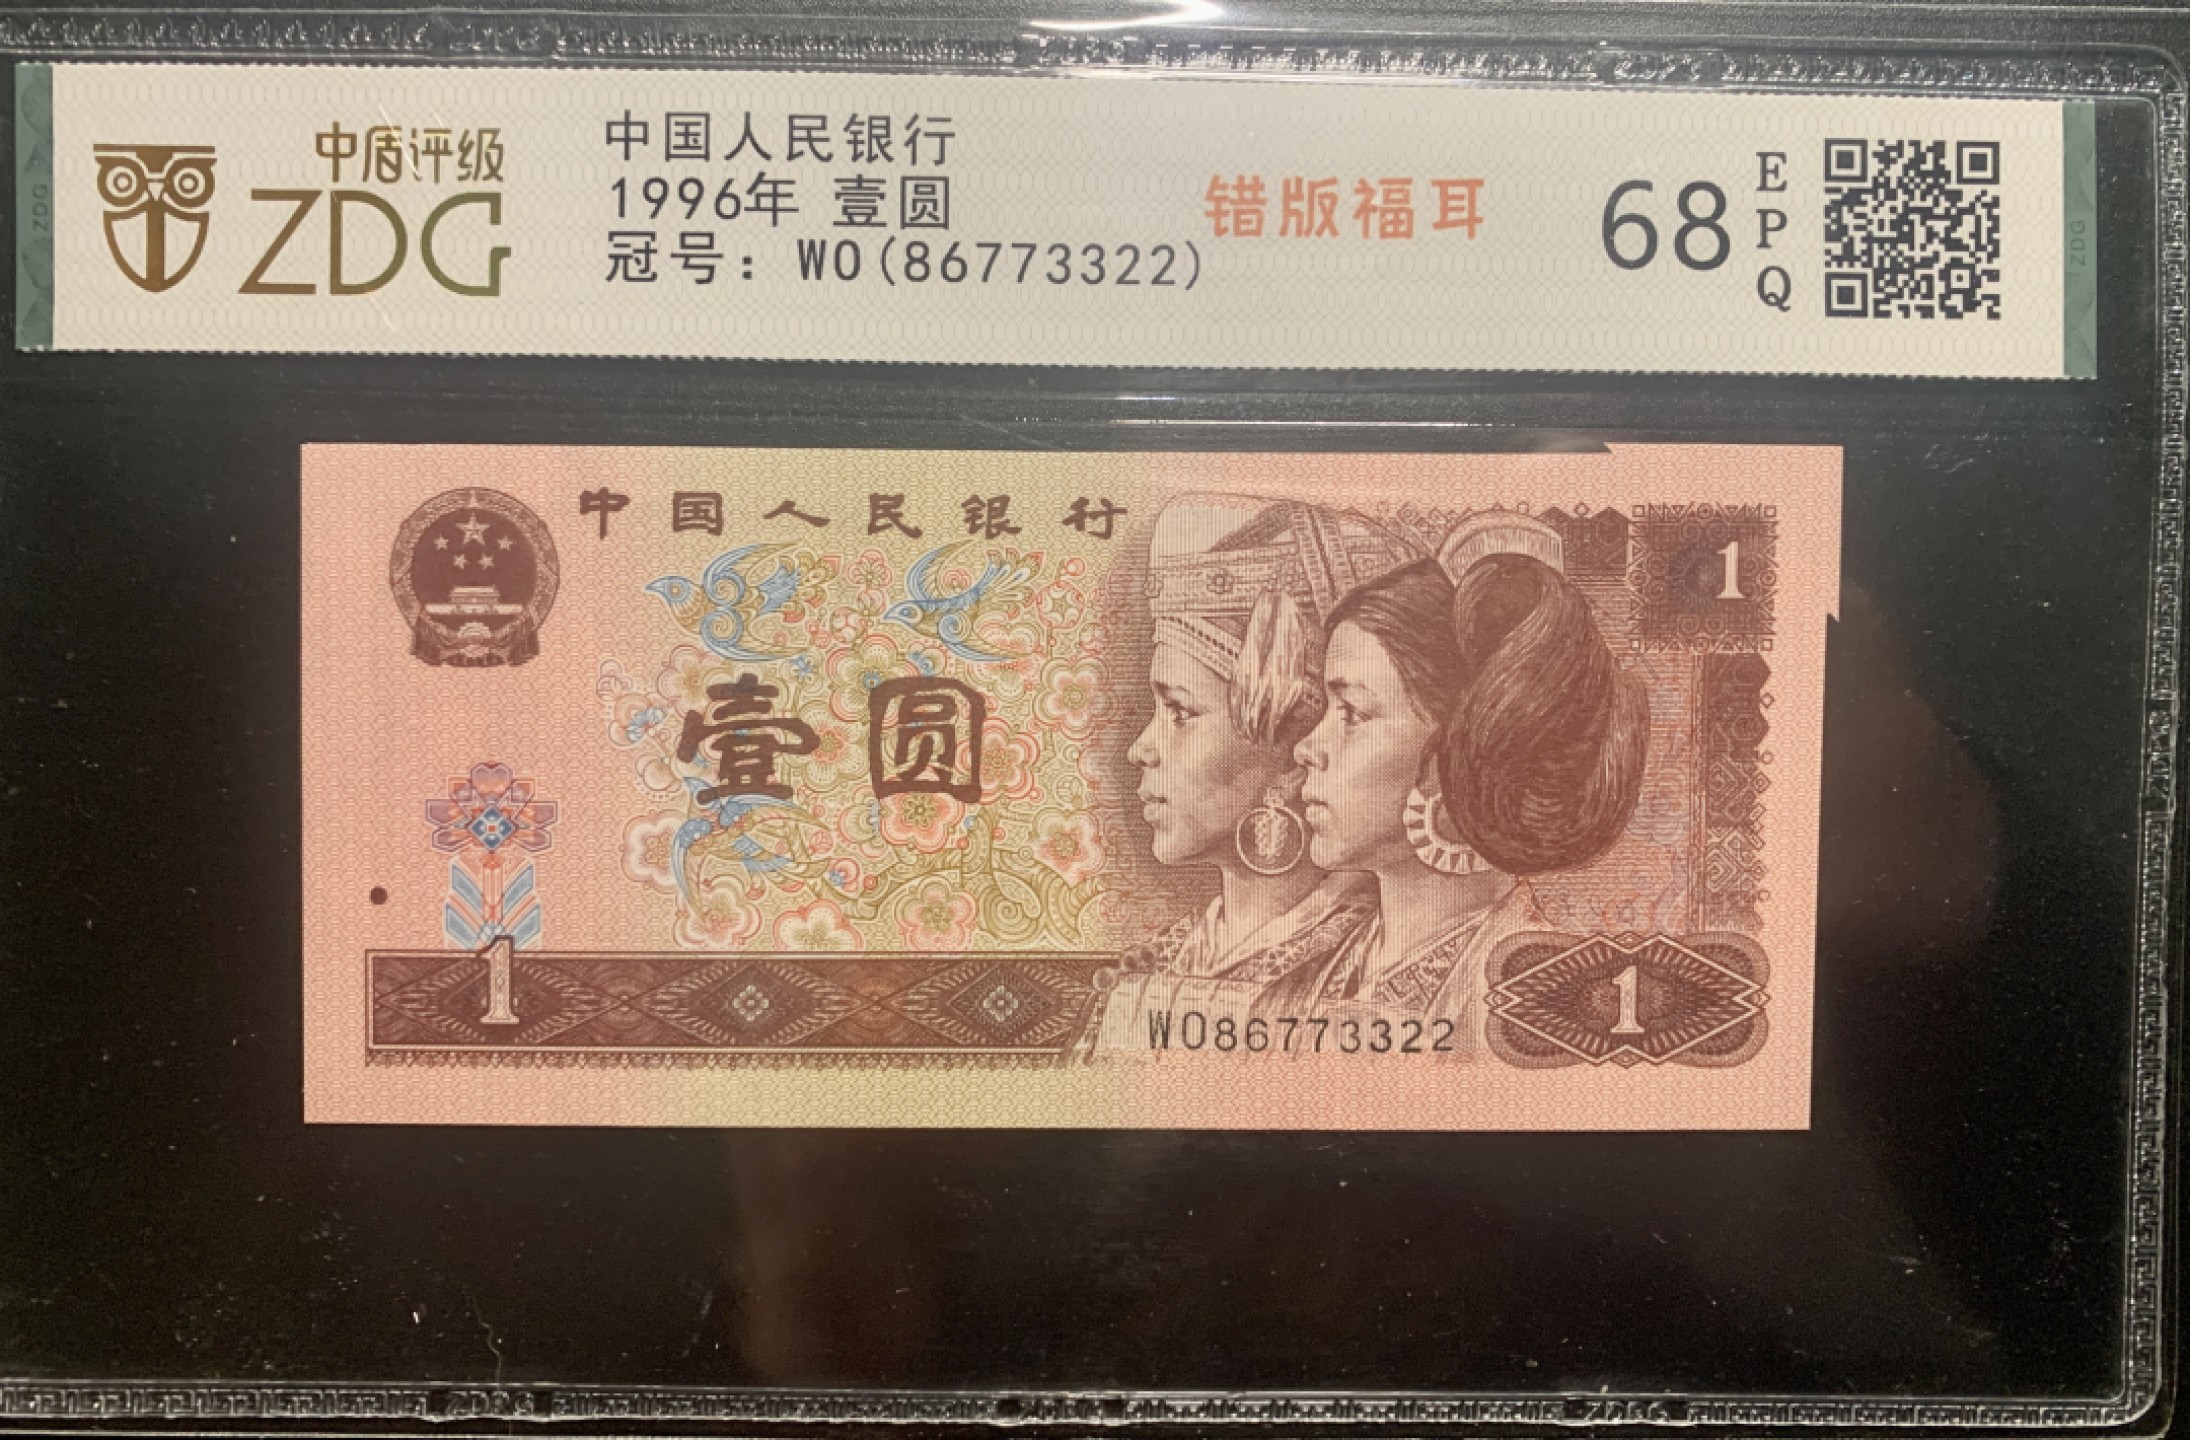 中盾评级
ZDG
中国人民银行
1996年 壹圆
冠号：WO(86773322)
错版福耳
68
EPQ
ZDG
ZDG
中国人民银行
1
壹圆
1
WO86773322
1